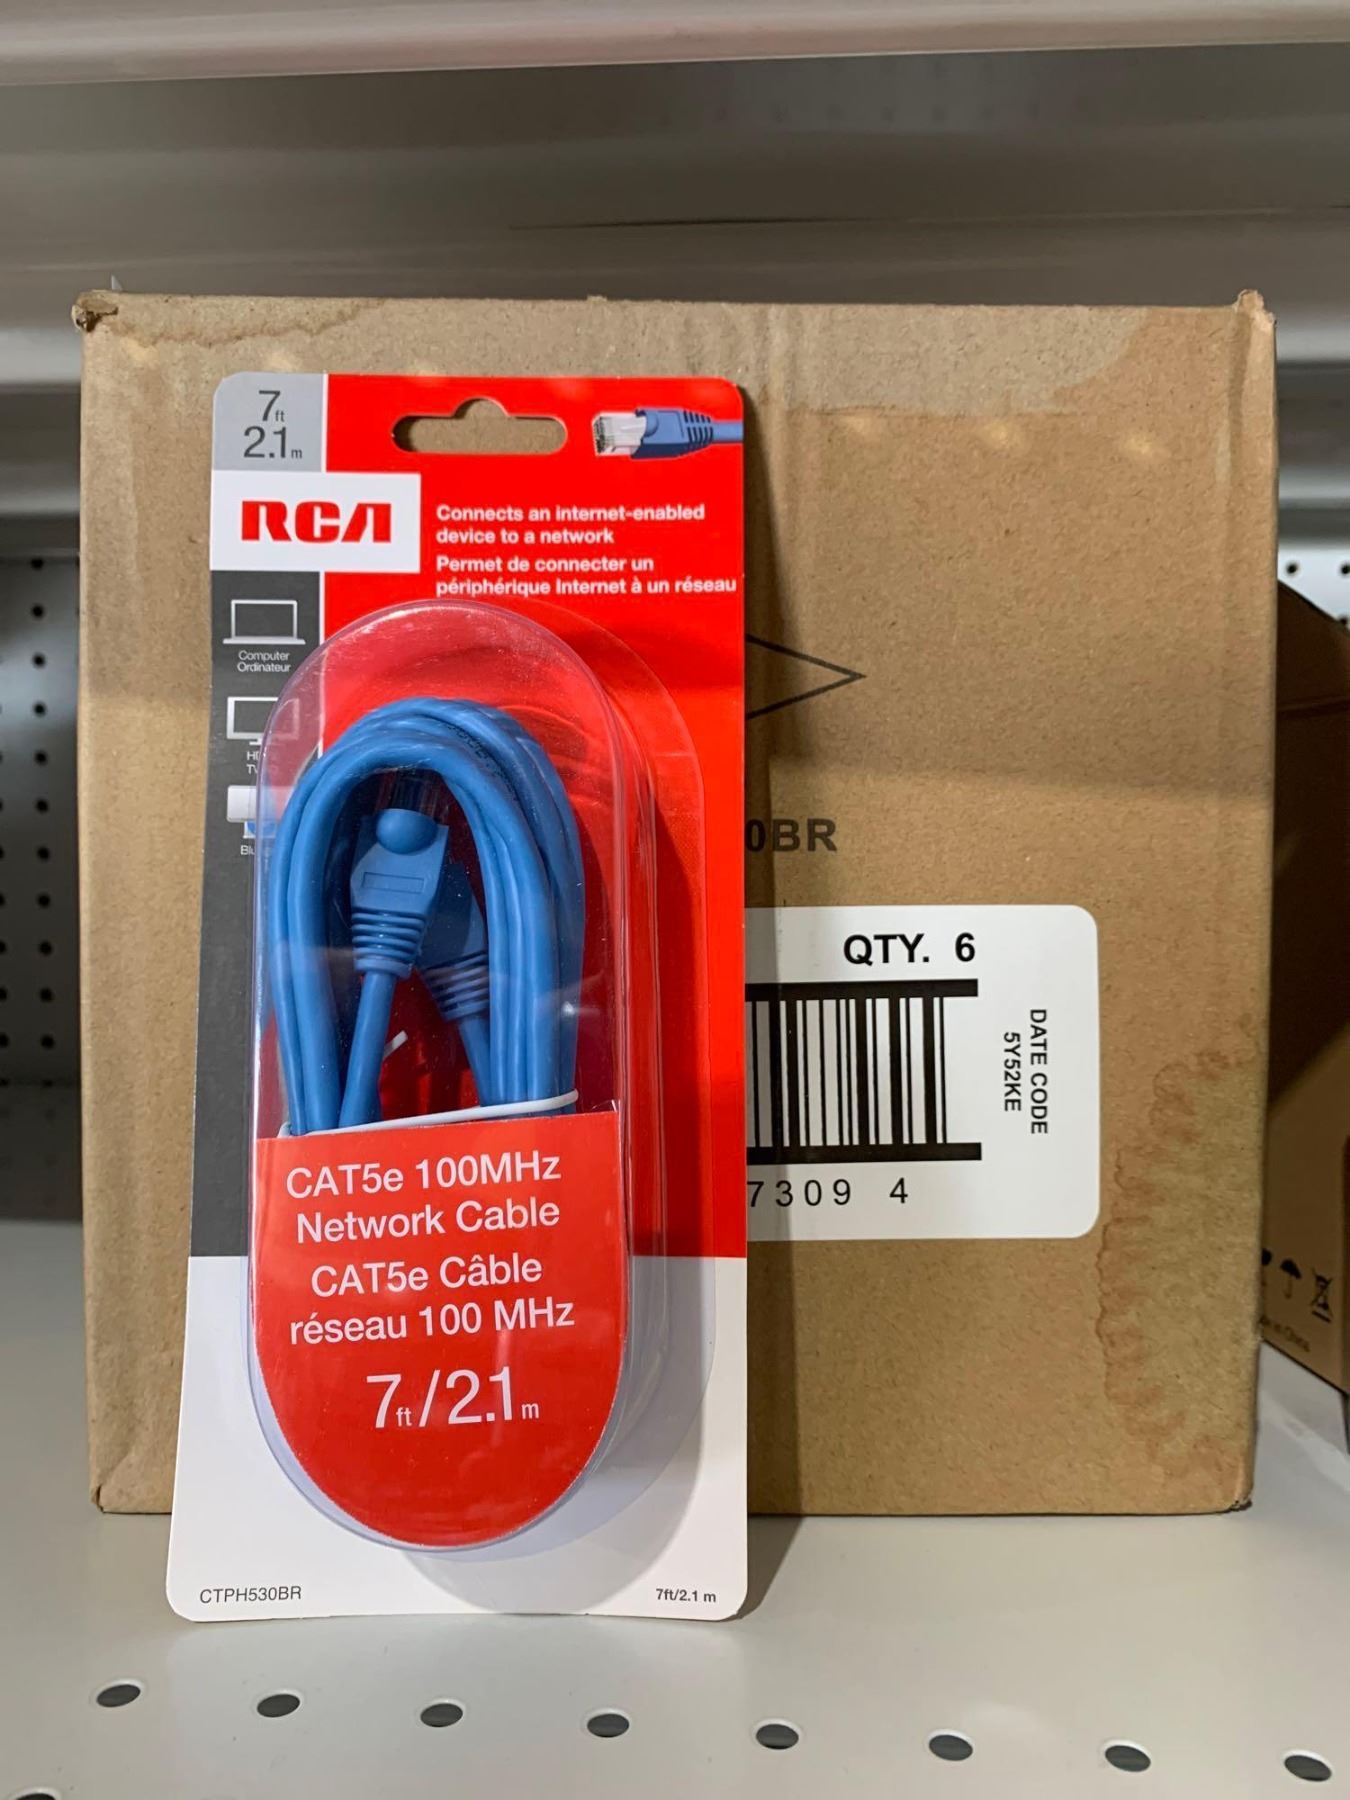 7ft
2.1m
RCA
Connects an internet-enabled
device to a network
Permet de connecter un
périphérique Internet à un réseau
Computer
Ordinateur
CAT5e 100MHz
Network Cable
CAT5e Câble
réseau 100 MHz
7ft/2.1m
CTPH530BR
7ft/2.1 m
0BR
QTY. 6
7309 4
DATE CODE
5Y52KE